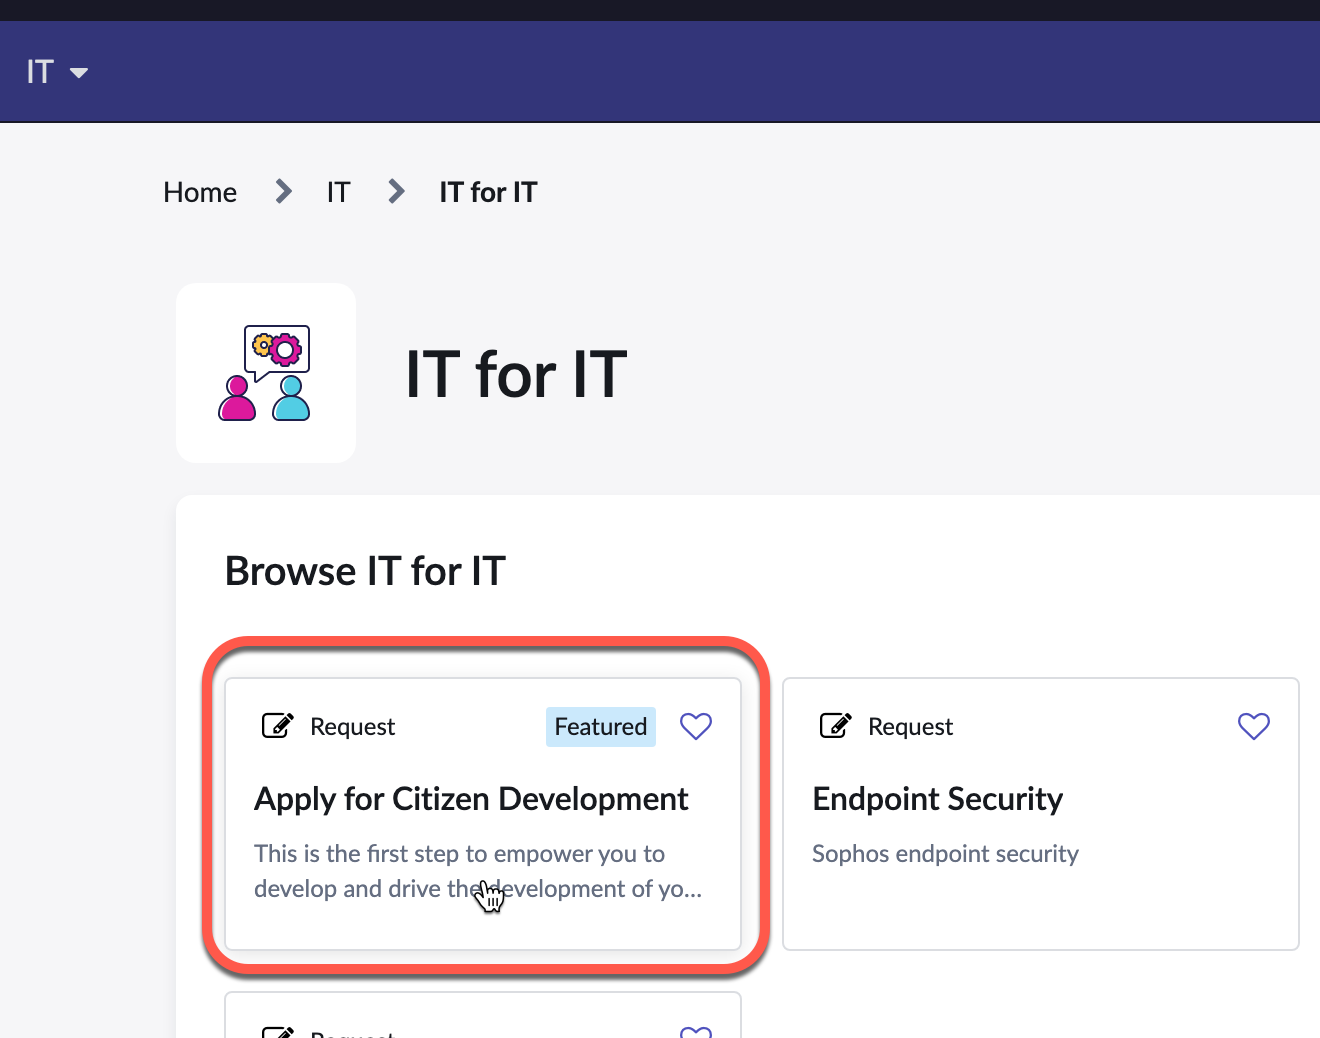 IT
Home IT IT for IT
IT for IT
Browse IT for IT
Request Featured
Apply for Citizen Development
This is the first step to empower you to
develop and drive the development of yo...
Request
Endpoint Security
Sophos endpoint security
Request